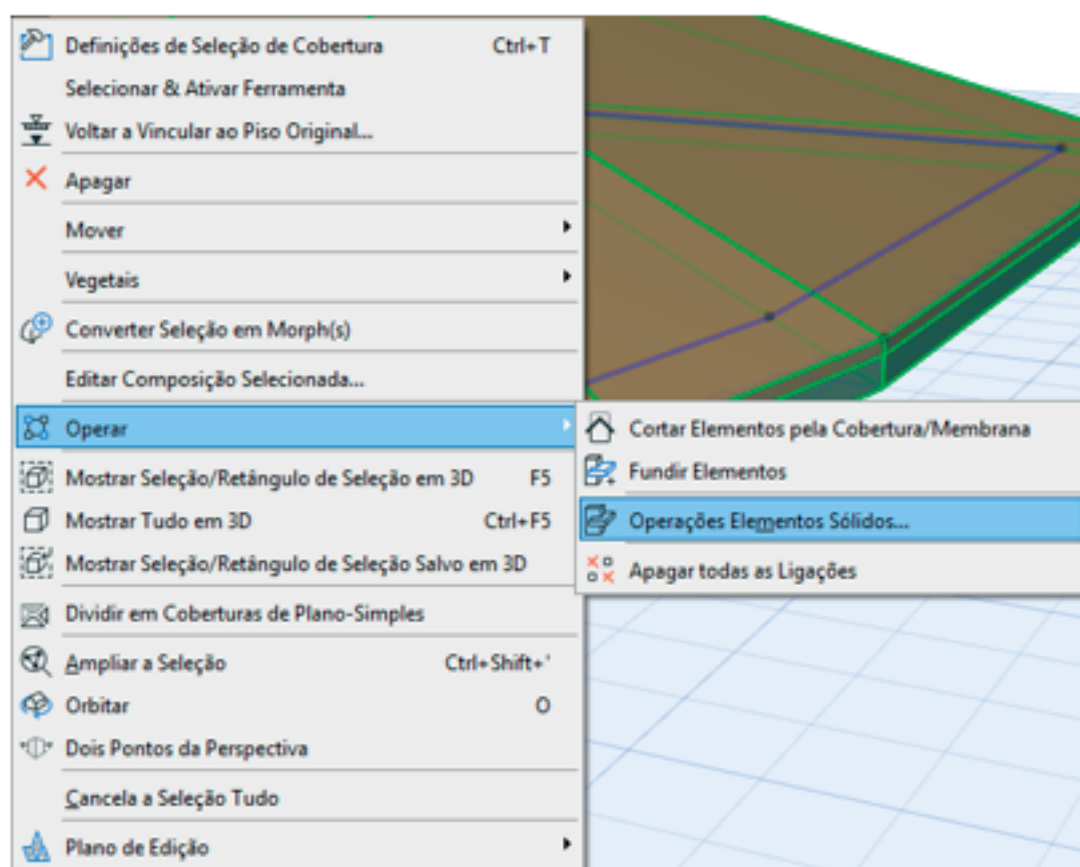 Definições de Seleção de Cobertura Ctrl+T
Selecionar & Ativar Ferramenta
Voltar a Vincular ao Piso Original...
Apagar
Mover
Vegetais
Converter Seleção em Morph(s)
Editar Composição Selecionada...
Operar
Cortar Elementos pela Cobertura/Membrana
Fundir Elementos
Operações Elementos Sólidos...
Apagar todas as Ligações
Mostrar Seleção/Retângulo de Seleção em 3D F5
Mostrar Tudo em 3D Ctrl+F5
Mostrar Seleção/Retângulo de Seleção Salvo em 3D
Dividir em Coberturas de Plano-Simples
Ampliar a Seleção Ctrl+Shift+'
Orbitar O
Dois Pontos da Perspectiva
Cancela a Seleção Tudo
Plano de Edição